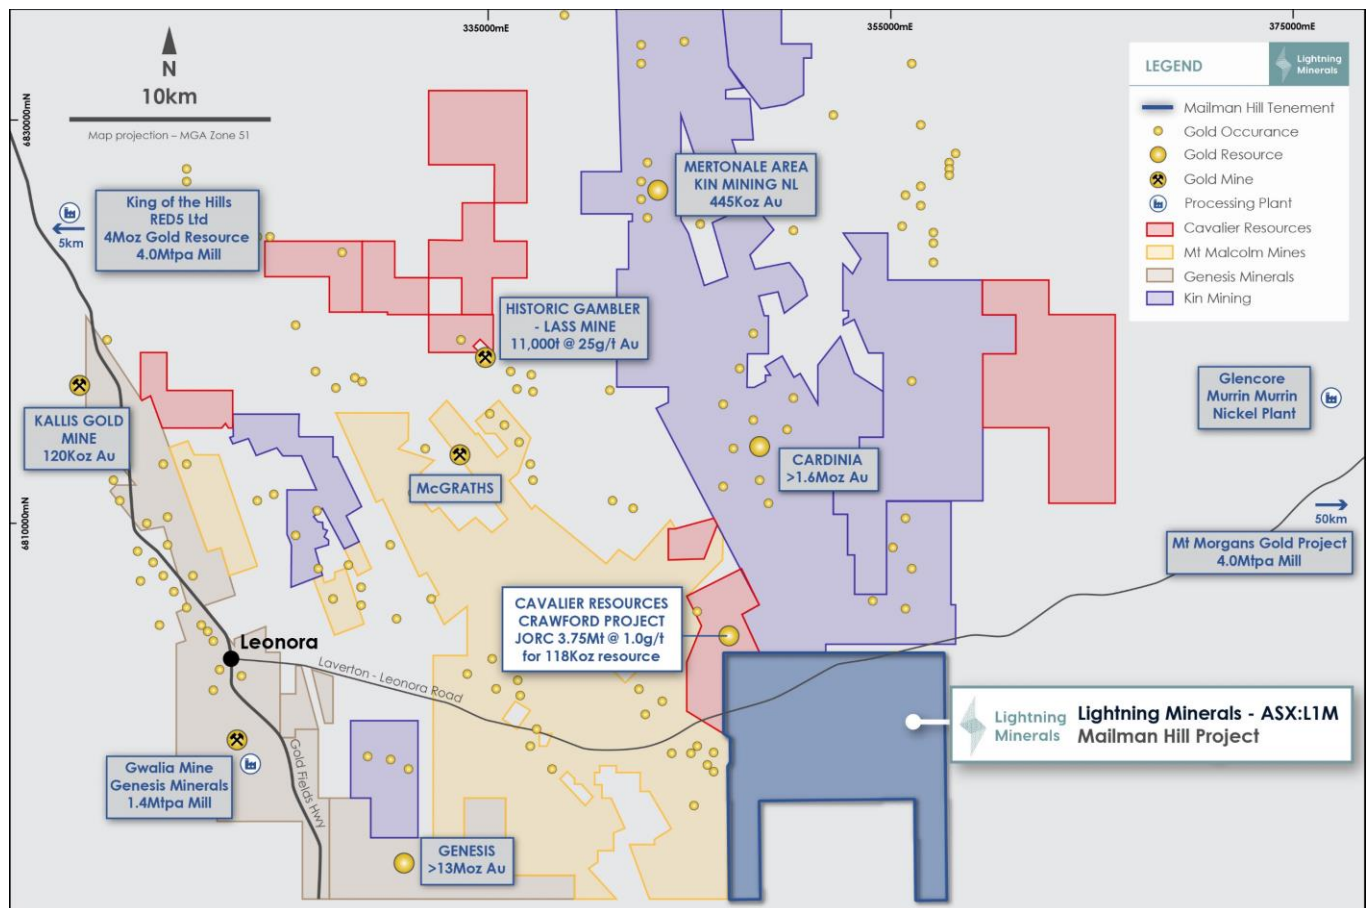 335000mE
355000mE
375000mE
6830000mN
6810000mN
N
10km
Map projection – MGA Zone 51
LEGEND
Lightning
Minerals
Mailman Hill Tenement
Gold Occurance
Gold Resource
Gold Mine
Processing Plant
Cavalier Resources
Mt Malcolm Mines
Genesis Minerals
Kin Mining
King of the Hills
RED5 Ltd
4Moz Gold Resource
4.0Mtpa Mill
5km
MERTONALE AREA
KIN MINING NL
445Koz Au
HISTORIC GAMBLER
- LASS MINE
11,000t @ 25g/t Au
Glencore
Murrin Murrin
Nickel Plant
KALLIS GOLD
MINE
120Koz Au
McGRATHS
CARDINIA
>1.6Moz Au
50km
Mt Morgans Gold Project
4.0Mtpa Mill
CAVALIER RESOURCES
CRAWFORD PROJECT
JORC 3.75Mt @ 1.0g/t
for 118Koz resource
Leonora
Laverton - Leonora Road
Lightning
Minerals
Lightning Minerals - ASX:L1M
Mailman Hill Project
Gwalia Mine
Genesis Minerals
1.4Mtpa Mill
Gold Fields Hwy
GENESIS
>13Moz Au